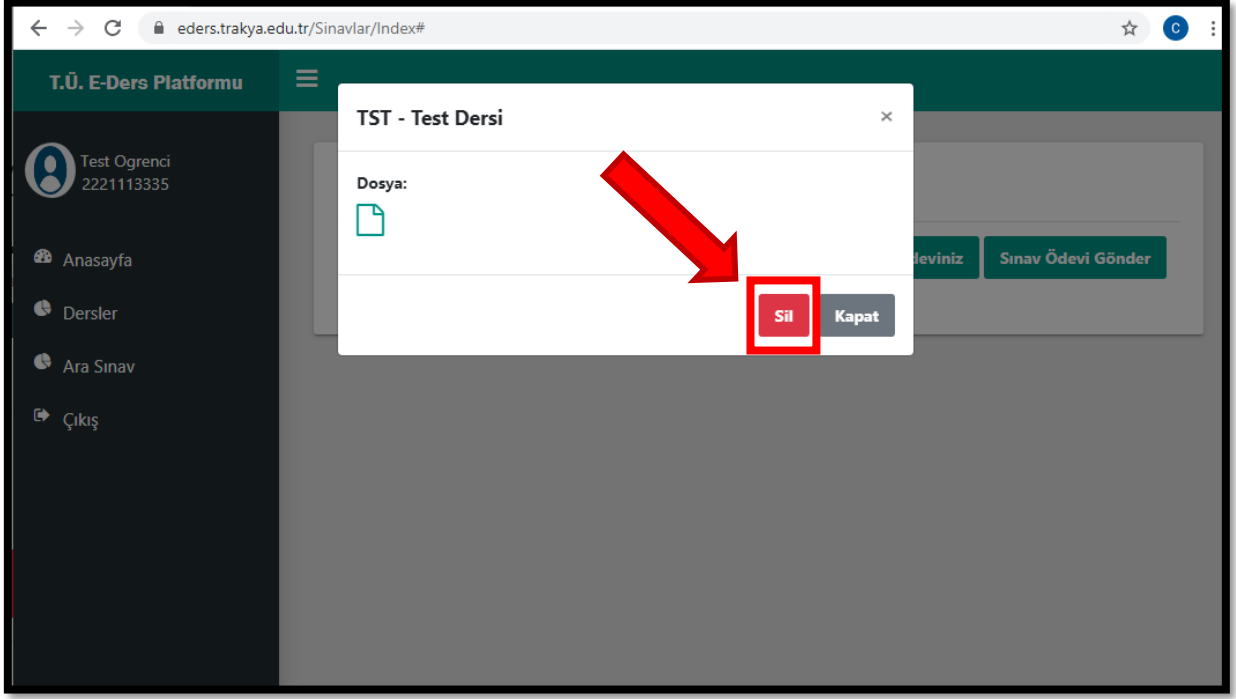 eders.trakya.edu.tr/Sinavlar/Index#
C
T.Ü. E-Ders Platformu
Test Ogrenci
2221113335
Anasayfa
Dersler
Ara Sınav
Çıkış
TST - Test Dersi
×
Dosya:
Sil
Kapat
deviniz
Sınav Ödevi Gönder